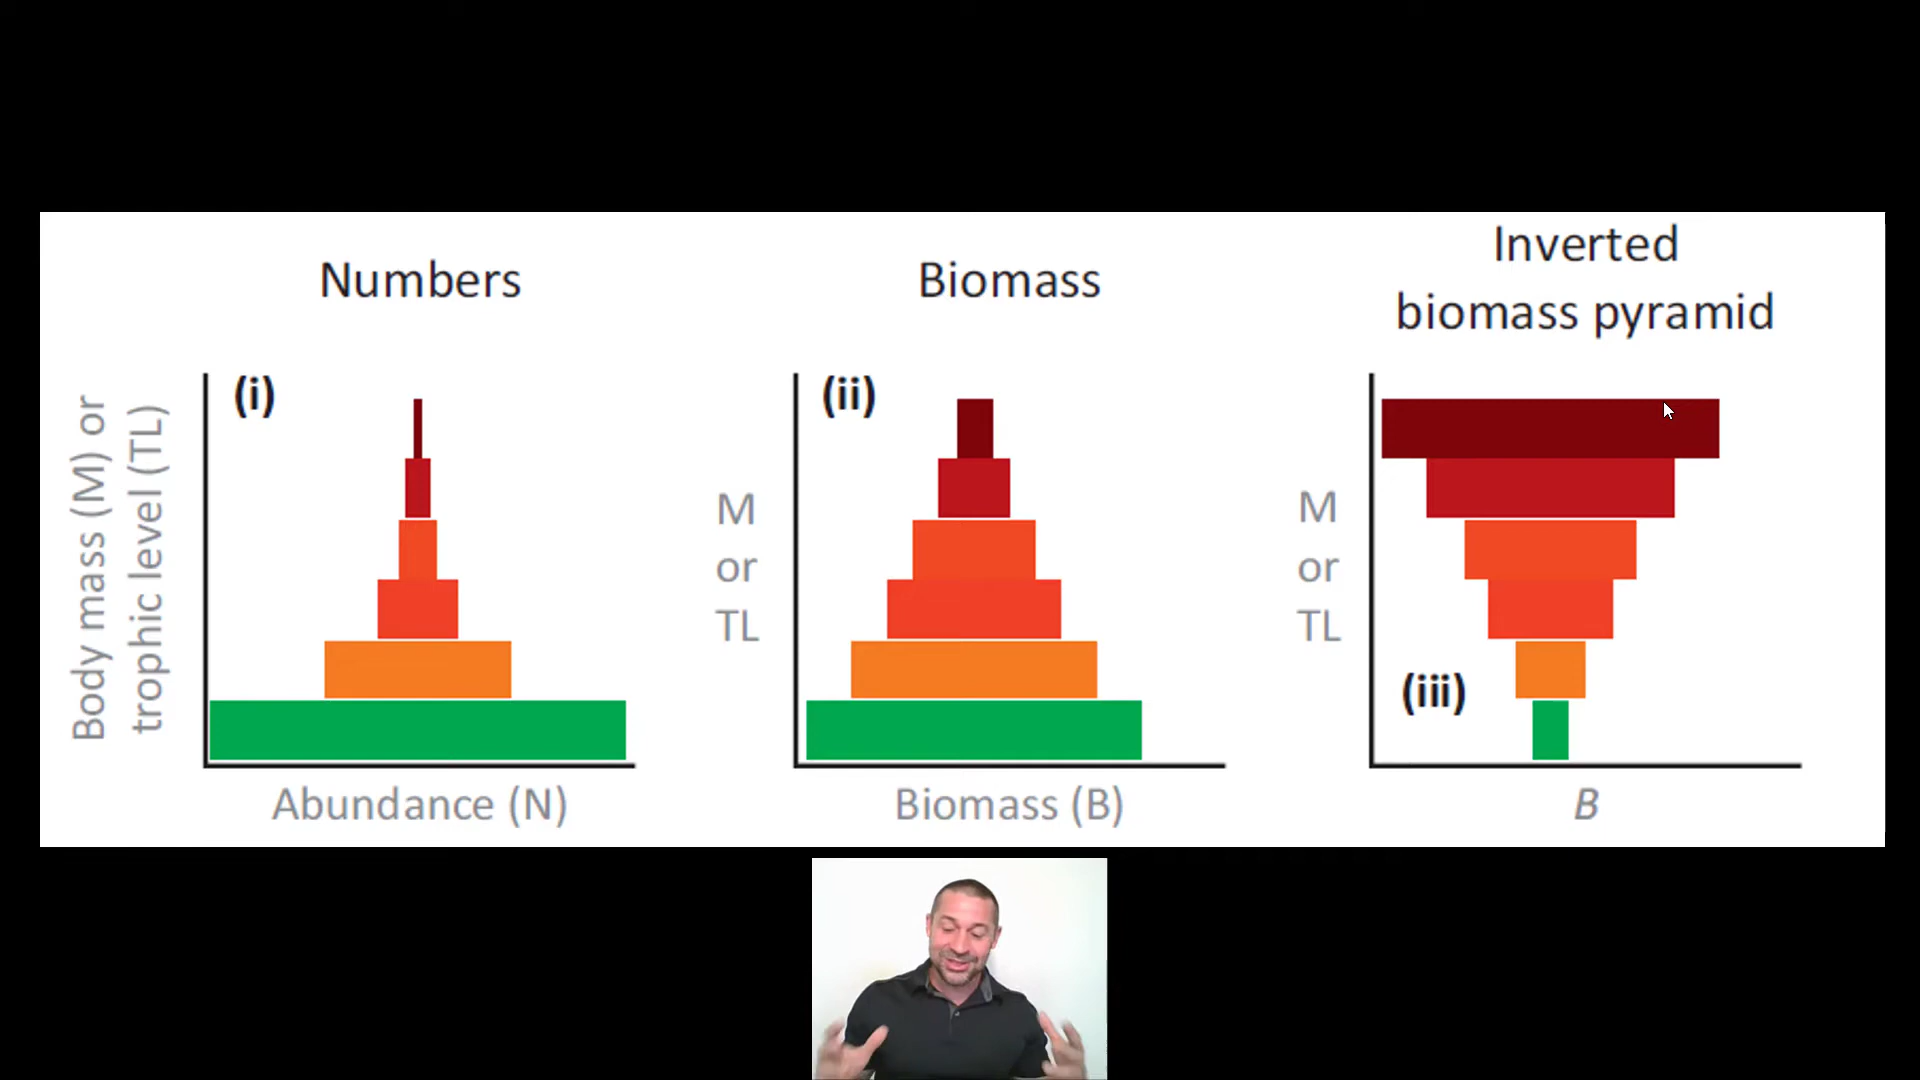 Numbers
Biomass
Inverted
biomass pyramid
(i)
(ii)
(iii)
Body mass (M) or
trophic level (TL)
M
or
TL
M
or
TL
Abundance (N)
Biomass (B)
B